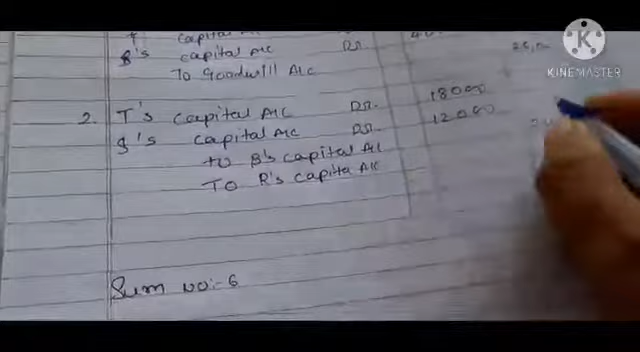 capital A/c
S's capital A/c Dr.
To Goodwill A/c
2. T's capital A/c Dr. 18000
S's capital A/c Dr. 12000
to B's capital A/c
To R's capita A/c
Sum no:- 6
KINEMASTER